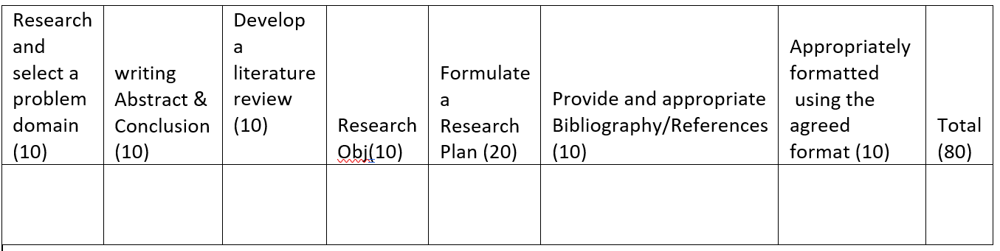 Research
and
select a
problem
domain
(10)
writing
Abstract &
Conclusion
(10)
Develop
a
literature
review
(10)
Research
Obj(10)
Formulate
a
Research
Plan (20)
Provide and appropriate
Bibliography/References
(10)
Appropriately
formatted
using the
agreed
format (10)
Total
(80)